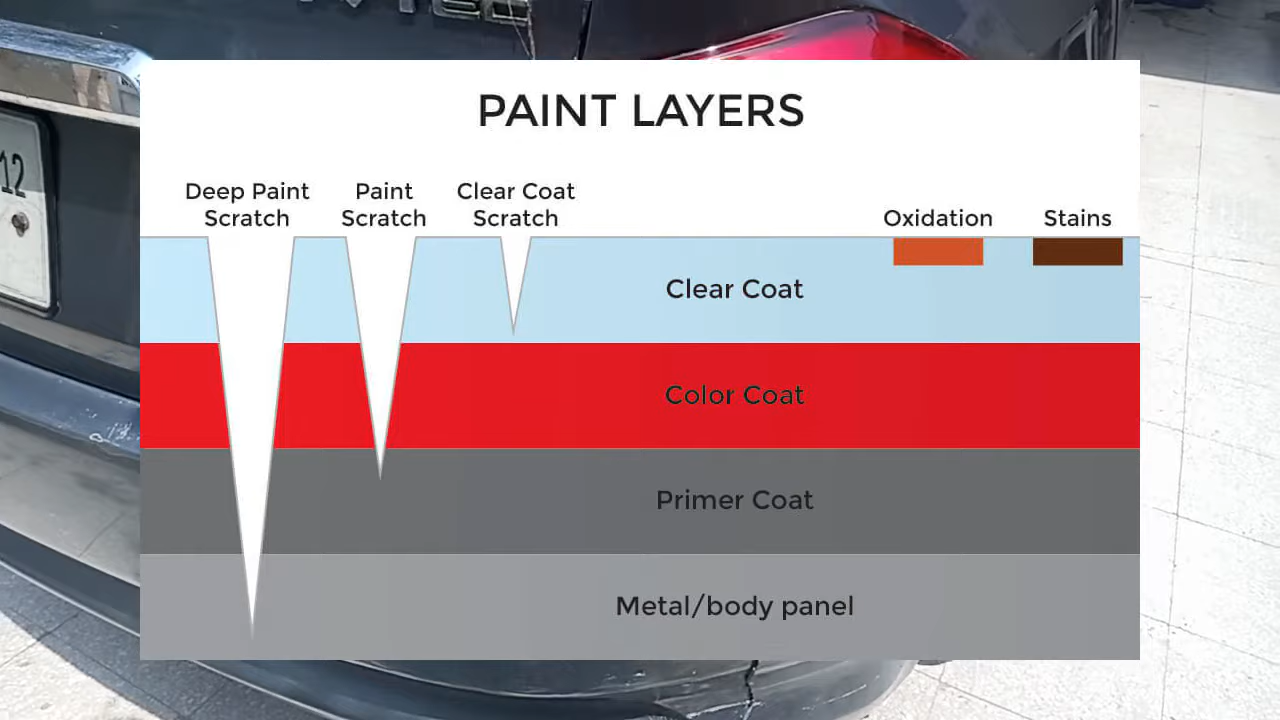 12
PAINT LAYERS
Deep Paint
Scratch
Paint
Scratch
Clear Coat
Scratch
Oxidation
Stains
Clear Coat
Color Coat
Primer Coat
Metal/body panel